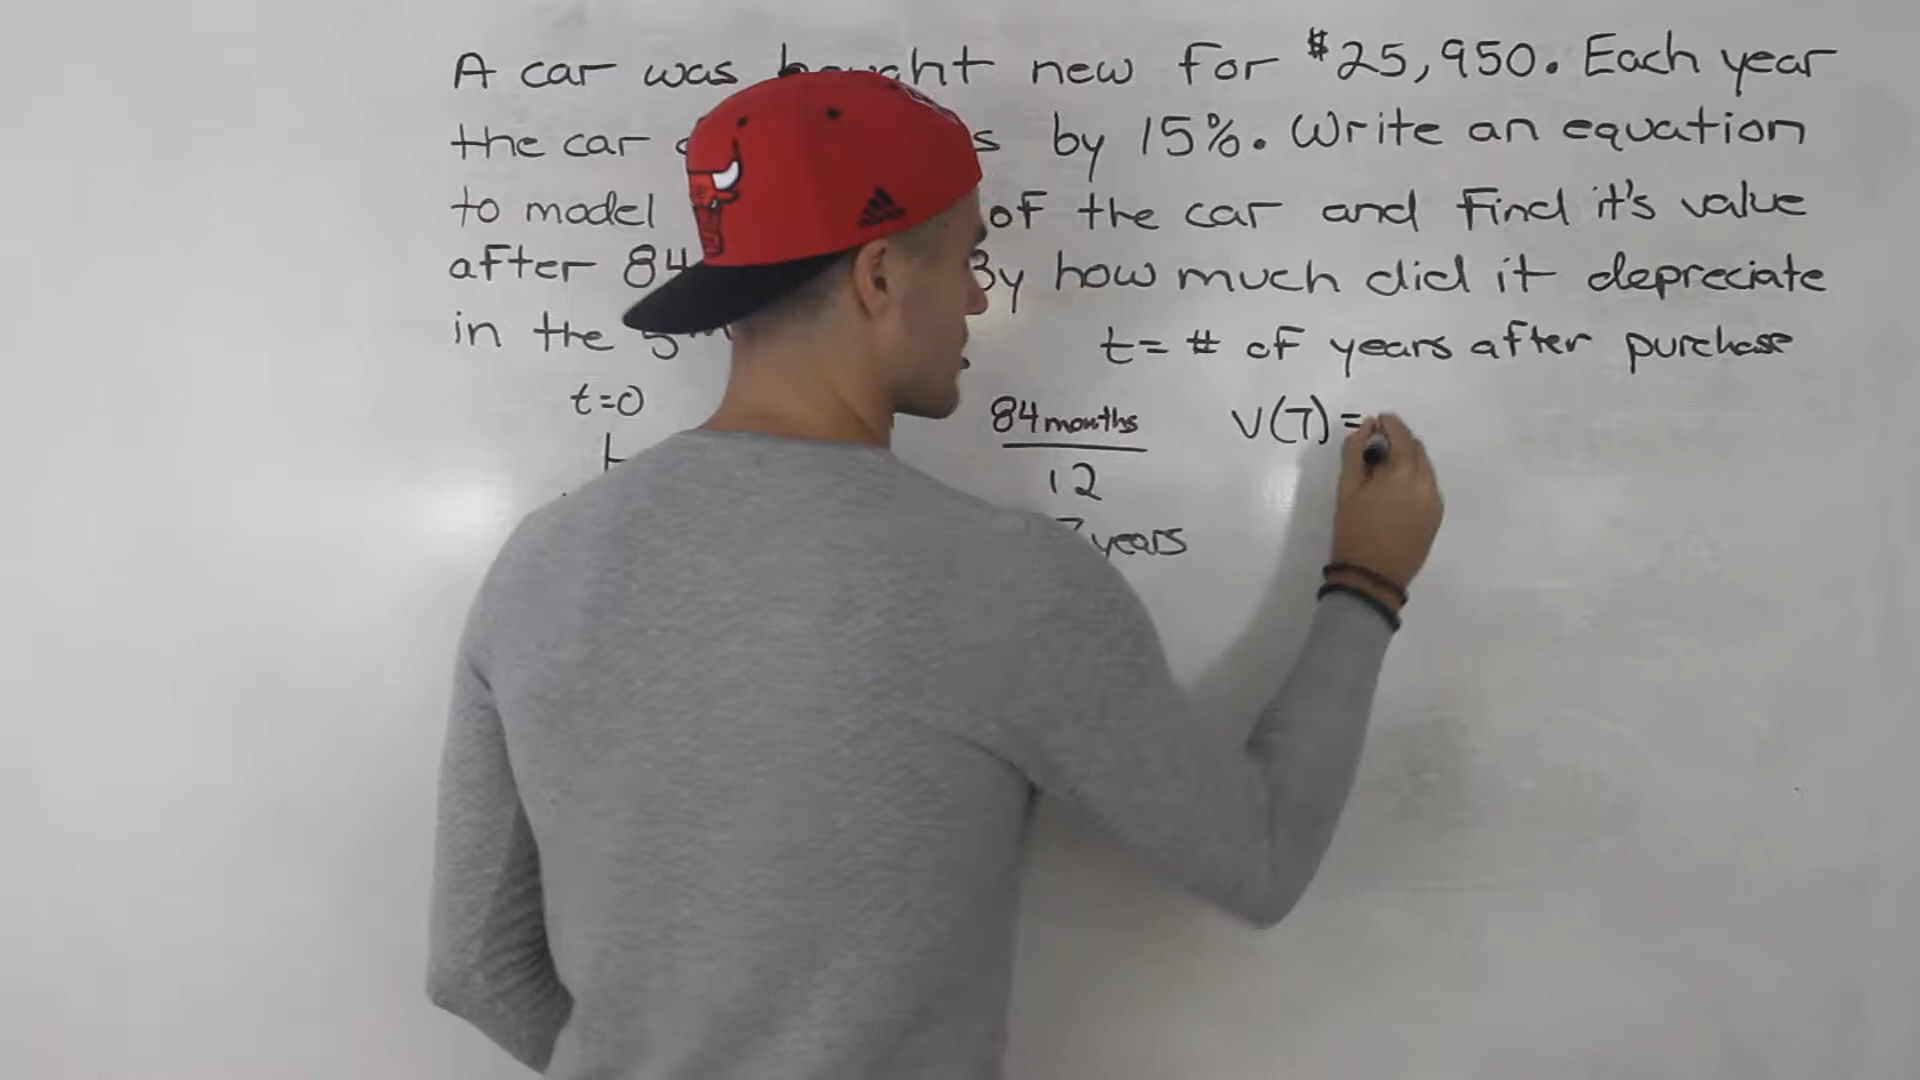 A car was bought new for $25,950. Each year
the car by 15%. Write an equation
to model of the car and find it's value
after 84 By how much did it depreciate
in the 5th
t = # of years after purchase
t=0
84 months
12
7 years
V(7) =